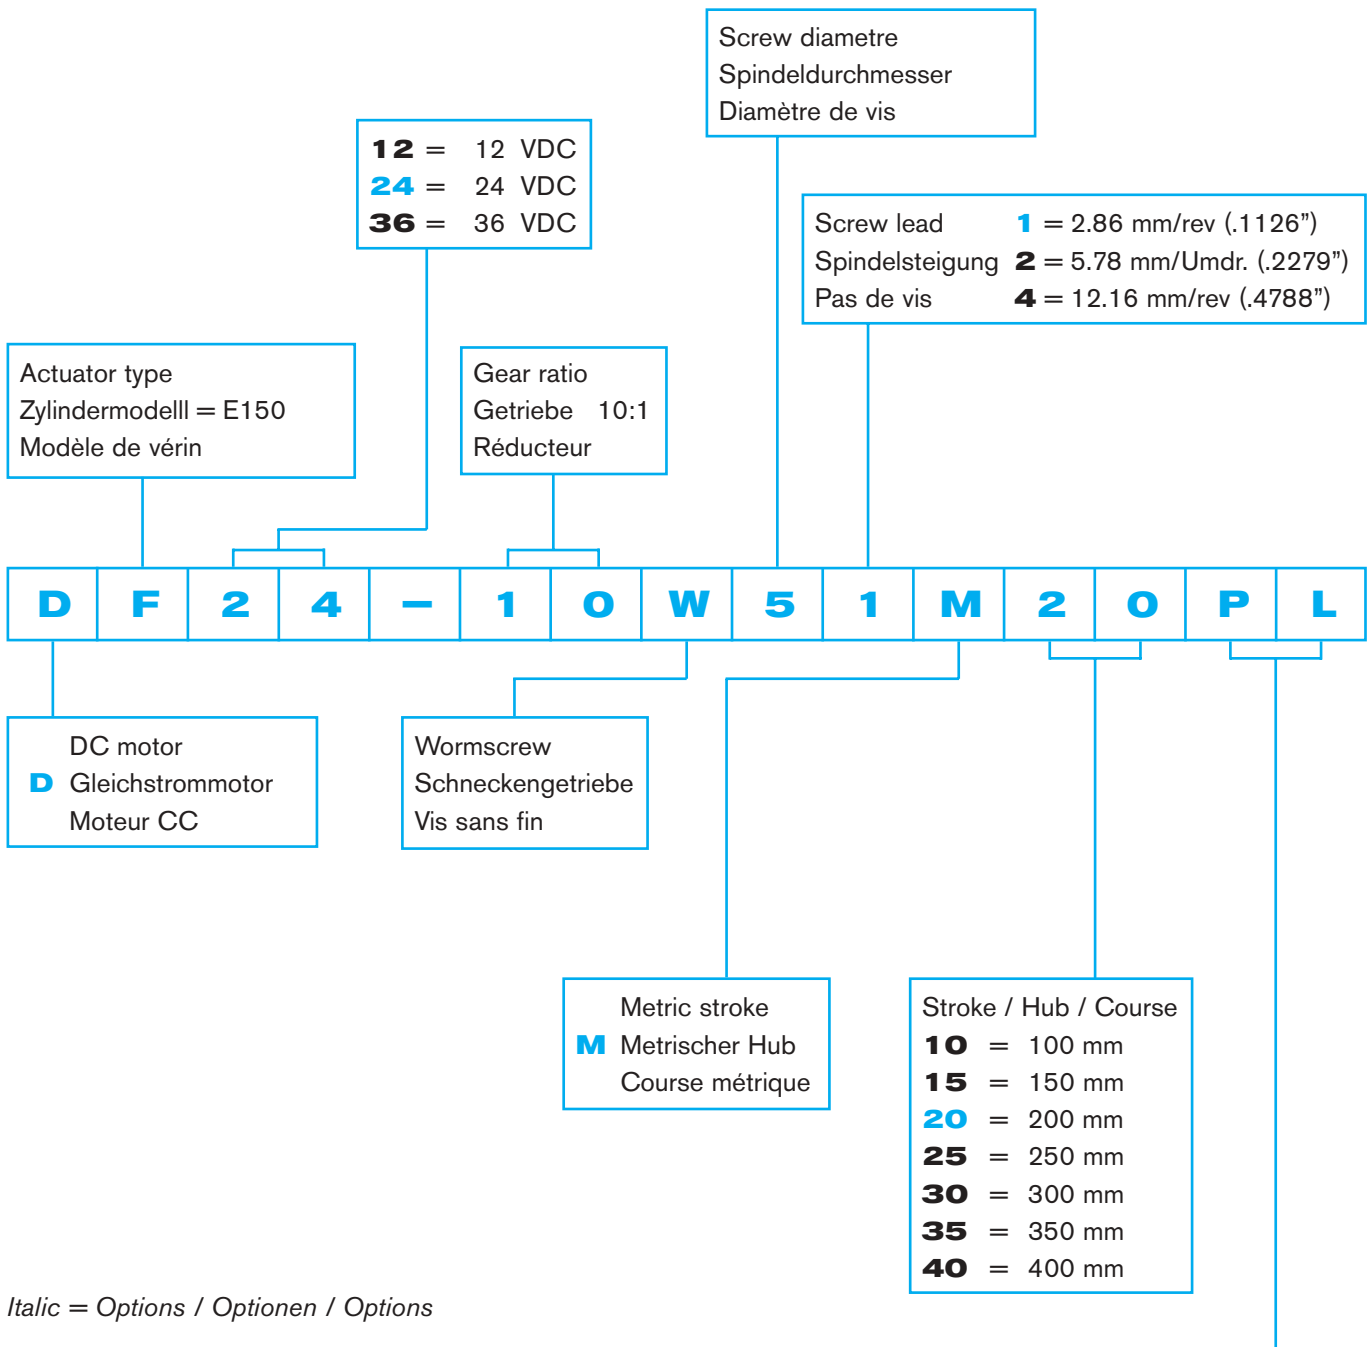 Screw diametre
Spindeldurchmesser
Diamètre de vis
12 = 12 VDC
24 = 24 VDC
36 = 36 VDC
Screw lead 1 = 2.86 mm/rev (.1126”)
Spindelsteigung 2 = 5.78 mm/Umdr. (.2279”)
Pas de vis 4 = 12.16 mm/rev (.4788”)
Actuator type
Zylindermodelll = E150
Modèle de vérin
Gear ratio
Getriebe 10:1
Réducteur
D F 2 4 – 1 0 W 5 1 M 2 0 P L
DC motor
D Gleichstrommotor
Moteur CC
Wormscrew
Schneckengetriebe
Vis sans fin
Metric stroke
M Metrischer Hub
Course métrique
Stroke / Hub / Course
10 = 100 mm
15 = 150 mm
20 = 200 mm
25 = 250 mm
30 = 300 mm
35 = 350 mm
40 = 400 mm
Italic = Options / Optionen / Options